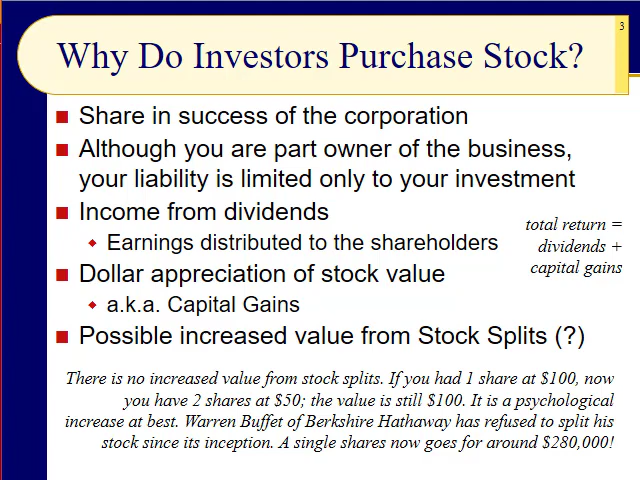 3
Why Do Investors Purchase Stock?
Share in success of the corporation
Although you are part owner of the business,
your liability is limited only to your investment
Income from dividends
Earnings distributed to the shareholders
total return =
dividends +
capital gains
Dollar appreciation of stock value
a.k.a. Capital Gains
Possible increased value from Stock Splits (?)
There is no increased value from stock splits. If you had 1 share at $100, now
you have 2 shares at $50; the value is still $100. It is a psychological
increase at best. Warren Buffet of Berkshire Hathaway has refused to split his
stock since its inception. A single shares now goes for around $280,000!